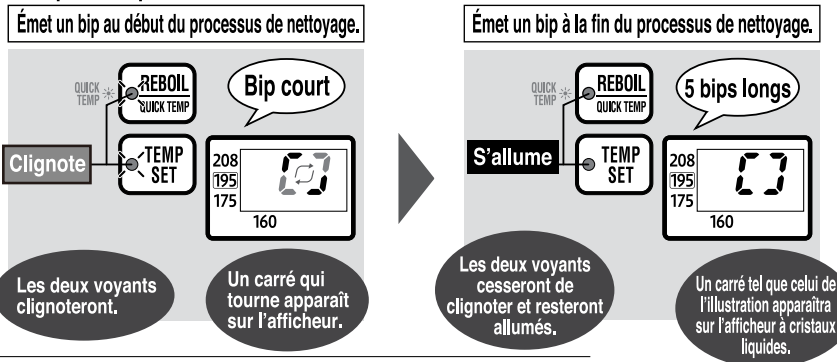 Émet un bip au début du processus de nettoyage.
QUICK
TEMP
REBOIL
QUICK TEMP
Bip court
Clignote
TEMP
SET
208
195
175
160
Les deux voyants
clignoteront.
Un carré qui
tourne apparaît
sur l'afficheur.
Émet un bip à la fin du processus de nettoyage.
QUICK
TEMP
REBOIL
QUICK TEMP
5 bips longs
S'allume
TEMP
SET
208
195
175
160
Les deux voyants
cesseront de
clignoter et resteront
allumés.
Un carré tel que celui de
l'illustration apparaîtra
sur l'afficheur à cristaux
liquides.